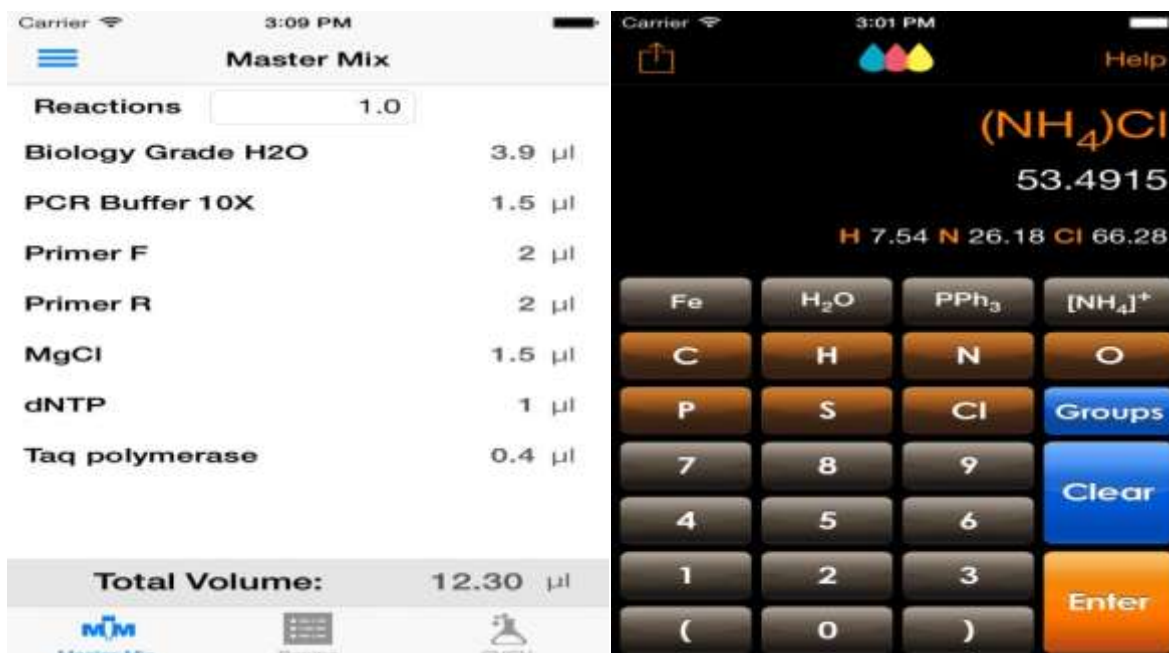 Carrier 3:09 PM
Master Mix
Reactions 1.0
Biology Grade H2O 3.9 µl
PCR Buffer 10X 1.5 µl
Primer F 2 µl
Primer R 2 µl
MgCl 1.5 µl
dNTP 1 µl
Taq polymerase 0.4 µl
Total Volume: 12.30 µl
MM
Carrier 3:01 PM
Help
(NH₄)Cl
53.4915
H 7.54 N 26.18 Cl 66.28
Fe H₂O PPh₃ [NH₄]⁺
C H N O
P S Cl Groups
7 8 9
Clear
4 5 6
1 2 3
Enter
( 0 )